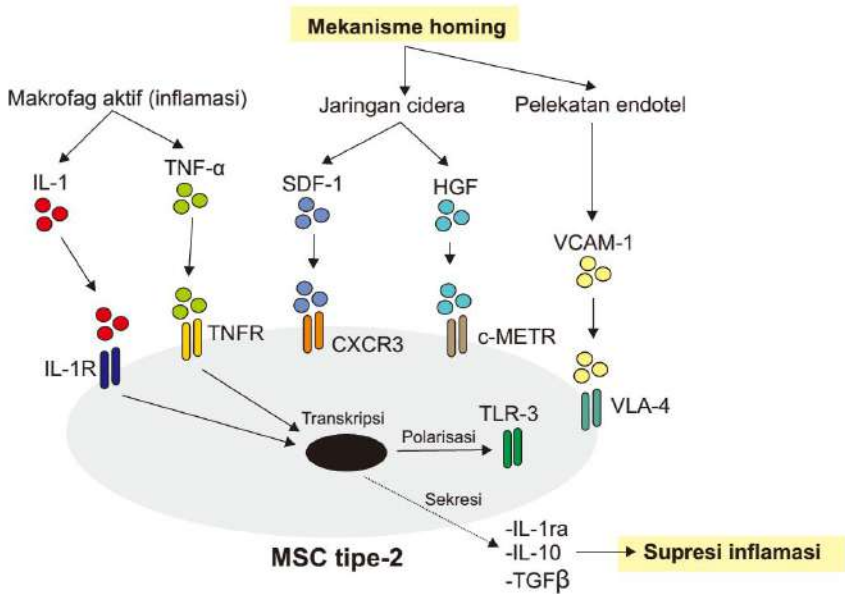 Mekanisme homing
Makrofag aktif (inflamasi)
Jaringan cidera
Pelekatan endotel
IL-1
TNF-α
SDF-1
HGF
VCAM-1
IL-1R
TNFR
CXCR3
c-METR
VLA-4
Transkripsi
Polarisasi
TLR-3
Sekresi
-IL-1ra
-IL-10
-TGFβ
Supresi inflamasi
MSC tipe-2